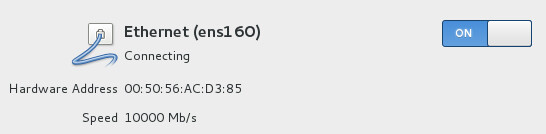 Ethernet (ens160)
ON
Connecting
Hardware Address 00:50:56:AC:D3:85
Speed 10000 Mb/s